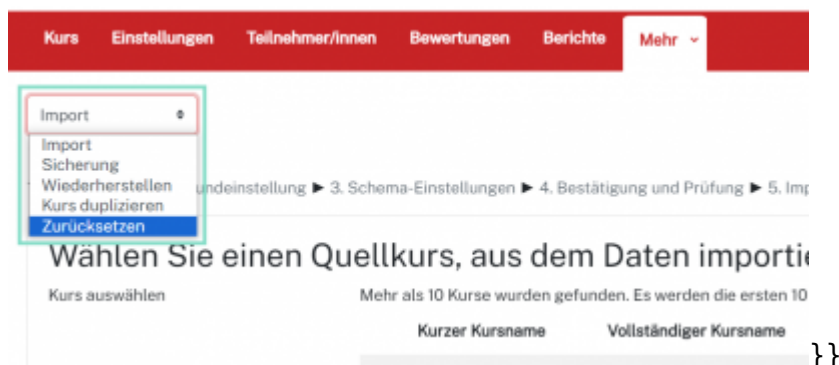 Kurs Einstellungen Teilnehmer/innen Bewertungen Berichte Mehr
Import
Import
Sicherung
Wiederherstellen
Kurs duplizieren
Zurücksetzen
undeinstellung ► 3. Schema-Einstellungen ► 4. Bestätigung und Prüfung ► 5. Imp
Wählen Sie einen Quellkurs, aus dem Daten importie
Kurs auswählen Mehr als 10 Kurse wurden gefunden. Es werden die ersten 10
Kurzer Kursname Vollständiger Kursname
}}